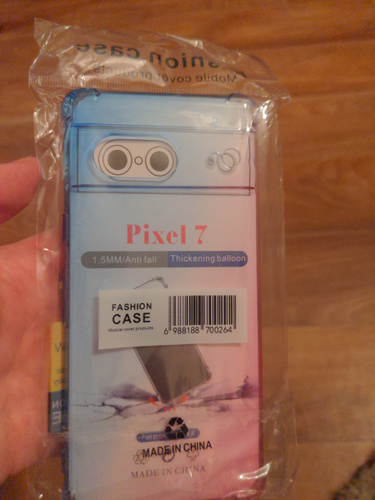 Fashion case
Mobile cover products
Pixel 7
1.5MM/Anti fall Thickening balloon
FASHION
CASE
Mobile cover products
6 988188 700264
MADE IN CHINA
MADE IN CHINA